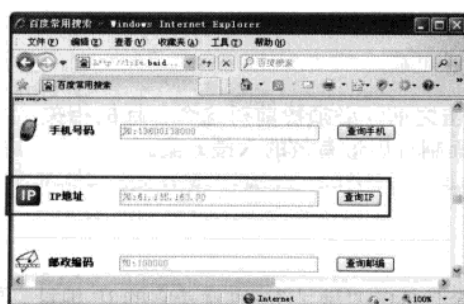 百度常用搜索 - Windows Internet Explorer
文件(F) 编辑(E) 查看(V) 收藏夹(A) 工具(T) 帮助(H)
百度搜索
百度常用搜索
手机号码 查询手机
IP IP地址 查询IP
邮政编码 查询邮编
Internet 100%